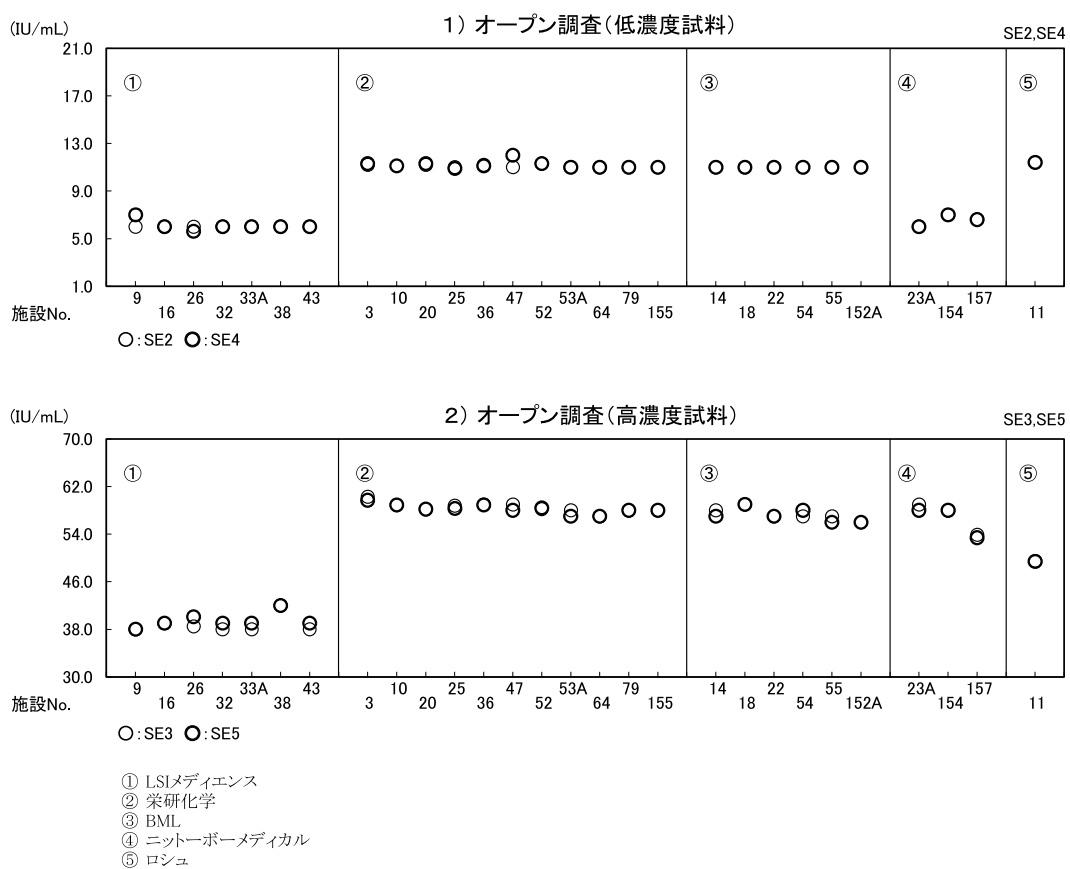 1） オープン調査（低濃度試料）
(IU/mL)
SE2,SE4
21.0
17.0
13.0
9.0
5.0
1.0
① ② ③ ④ ⑤
9 26 33A 43 10 25 47 53A 79 14 22 55 23A 157
施設No. 16 32 38 3 20 36 52 64 155 18 54 152A 154 11
○:SE2 ○:SE4
2） オープン調査（高濃度試料）
(IU/mL)
SE3,SE5
70.0
62.0
54.0
46.0
38.0
30.0
① ② ③ ④ ⑤
9 26 33A 43 10 25 47 53A 79 14 22 55 23A 157
施設No. 16 32 38 3 20 36 52 64 155 18 54 152A 154 11
○:SE3 ○:SE5
① LSIメディエンス
② 栄研化学
③ BML
④ ニットーボーメディカル
⑤ ロシュ